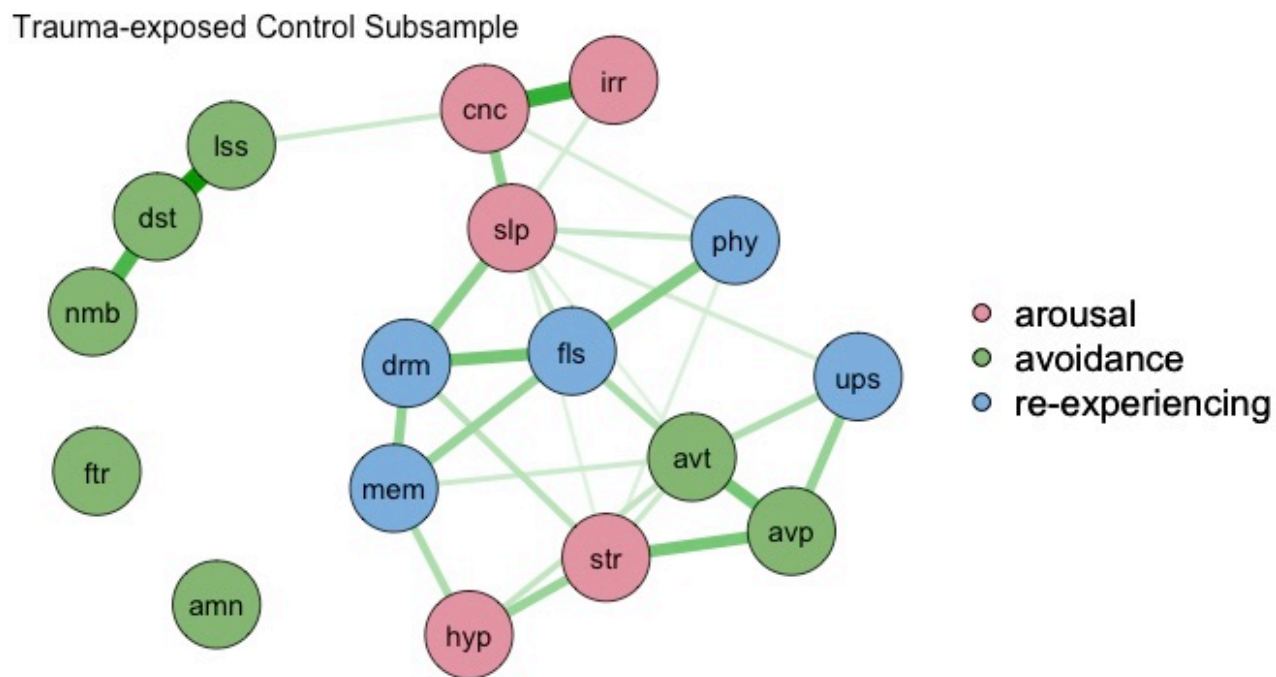 Trauma-exposed Control Subsample
irr
cnc
lss
dst
slp
phy
nmb
fls
drm
ups
avt
ftr
mem
avp
str
amn
hyp
arousal
avoidance
re-experiencing